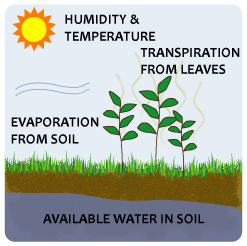 HUMIDITY &
TEMPERATURE
TRANSPIRATION
FROM LEAVES
EVAPORATION
FROM SOIL
AVAILABLE WATER IN SOIL